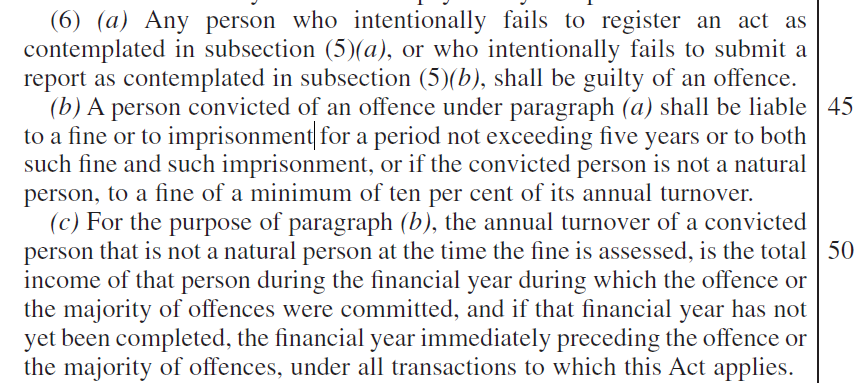 (6) (a) Any person who intentionally fails to register an act as
contemplated in subsection (5)(a), or who intentionally fails to submit a
report as contemplated in subsection (5)(b), shall be guilty of an offence.
(b) A person convicted of an offence under paragraph (a) shall be liable 45
to a fine or to imprisonment for a period not exceeding five years or to both
such fine and such imprisonment, or if the convicted person is not a natural
person, to a fine of a minimum of ten per cent of its annual turnover.
(c) For the purpose of paragraph (b), the annual turnover of a convicted
person that is not a natural person at the time the fine is assessed, is the total 50
income of that person during the financial year during which the offence or
the majority of offences were committed, and if that financial year has not
yet been completed, the financial year immediately preceding the offence or
the majority of offences, under all transactions to which this Act applies.